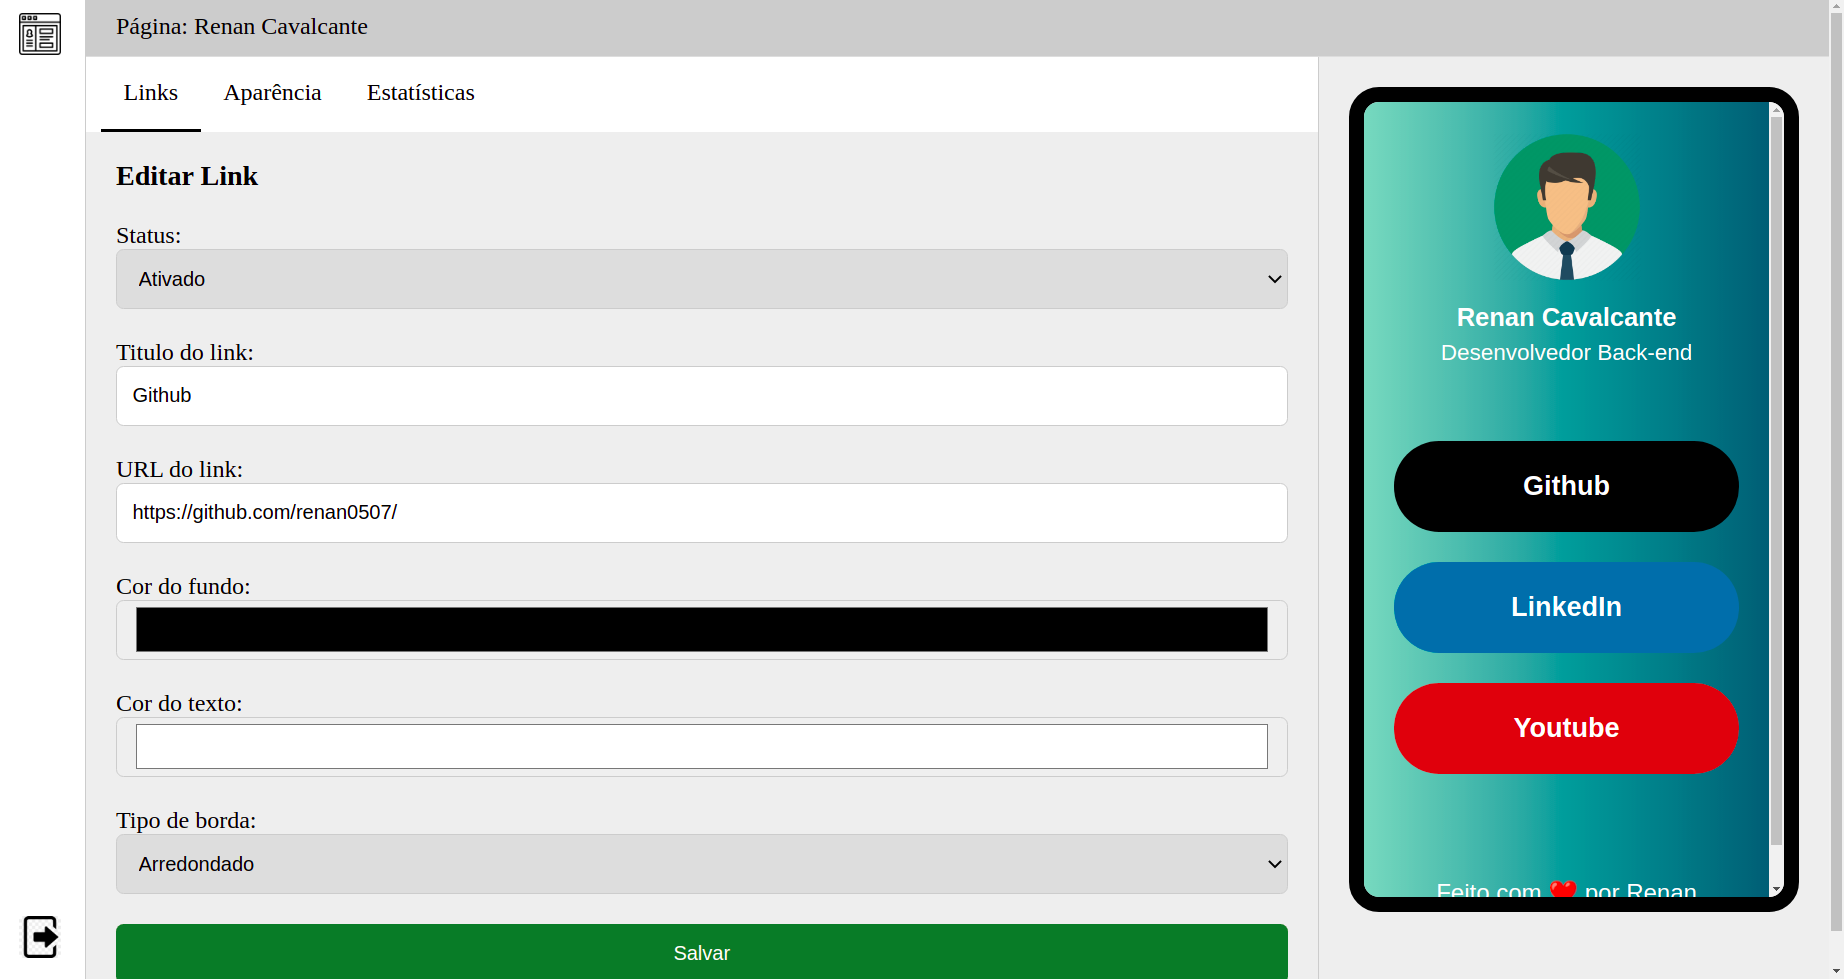 Página: Renan Cavalcante
Links
Aparência
Estatísticas
Editar Link
Status:
Ativado
Titulo do link:
Github
URL do link:
https://github.com/renan0507/
Cor do fundo:
Cor do texto:
Tipo de borda:
Arredondado
Salvar
Renan Cavalcante
Desenvolvedor Back-end
Github
LinkedIn
Youtube
Feito com ❤️ por Renan